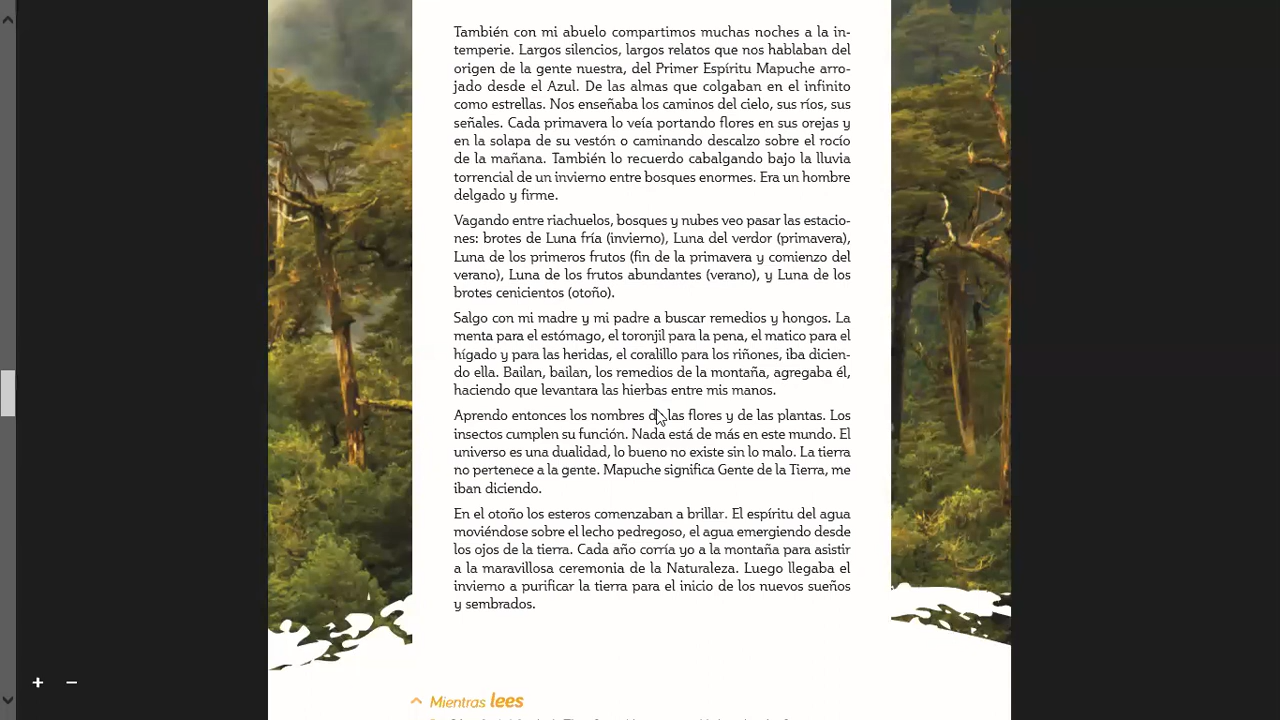 También con mi abuelo compartimos muchas noches a la in-
temperie. Largos silencios, largos relatos que nos hablaban del
origen de la gente nuestra, del Primer Espíritu Mapuche arro-
jado desde el Azul. De las almas que colgaban en el infinito
como estrellas. Nos enseñaba los caminos del cielo, sus ríos, sus
señales. Cada primavera lo veía portando flores en sus orejas y
en la solapa de su vestón o caminando descalzo sobre el rocío
de la mañana. También lo recuerdo cabalgando bajo la lluvia
torrencial de un invierno entre bosques enormes. Era un hombre
delgado y firme.
Vagando entre riachuelos, bosques y nubes veo pasar las estacio-
nes: brotes de Luna fría (invierno), Luna del verdor (primavera),
Luna de los primeros frutos (fin de la primavera y comienzo del
verano), Luna de los frutos abundantes (verano), y Luna de los
brotes cenicientos (otoño).
Salgo con mi madre y mi padre a buscar remedios y hongos. La
menta para el estómago, el toronjil para la pena, el matico para el
hígado y para las heridas, el coralillo para los riñones, iba dicien-
do ella. Bailan, bailan, los remedios de la montaña, agregaba él,
haciendo que levantara las hierbas entre mis manos.
Aprendo entonces los nombres de las flores y de las plantas. Los
insectos cumplen su función. Nada está de más en este mundo. El
universo es una dualidad, lo bueno no existe sin lo malo. La tierra
no pertenece a la gente. Mapuche significa Gente de la Tierra, me
iban diciendo.
En el otoño los esteros comenzaban a brillar. El espíritu del agua
moviéndose sobre el lecho pedregoso, el agua emergiendo desde
los ojos de la tierra. Cada año corría yo a la montaña para asistir
a la maravillosa ceremonia de la Naturaleza. Luego llegaba el
invierno a purificar la tierra para el inicio de los nuevos sueños
y sembrados.
Mientras lees